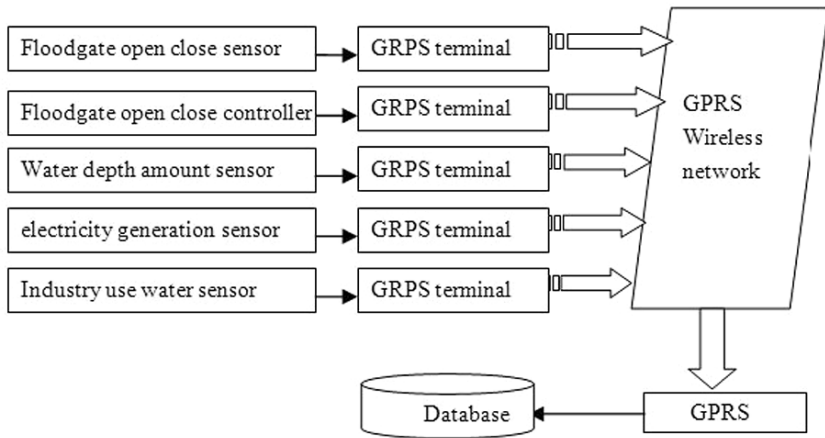 Floodgate open close sensor
GRPS terminal
Floodgate open close controller
GRPS terminal
Water depth amount sensor
GRPS terminal
electricity generation sensor
GRPS terminal
Industry use water sensor
GRPS terminal
GPRS
Wireless
network
Database
GPRS